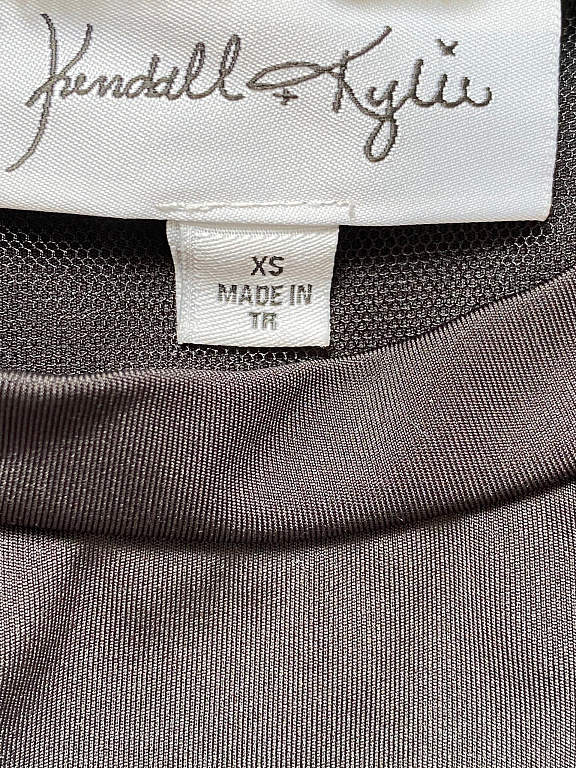 Kendall + Kylie
XS
MADE IN
TR